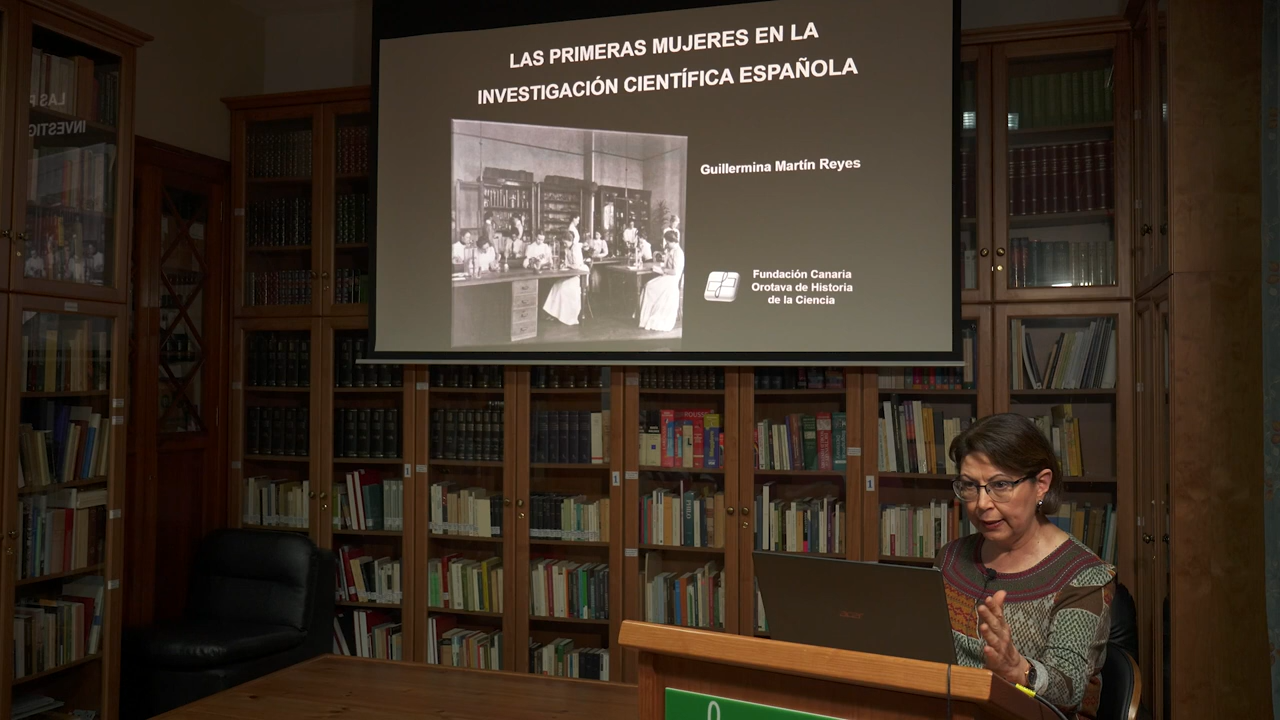 LAS PRIMERAS MUJERES EN LA
INVESTIGACIÓN CIENTÍFICA ESPAÑOLA
Guillermina Martín Reyes
Fundación Canaria
Orotava de Historia
de la Ciencia
acer